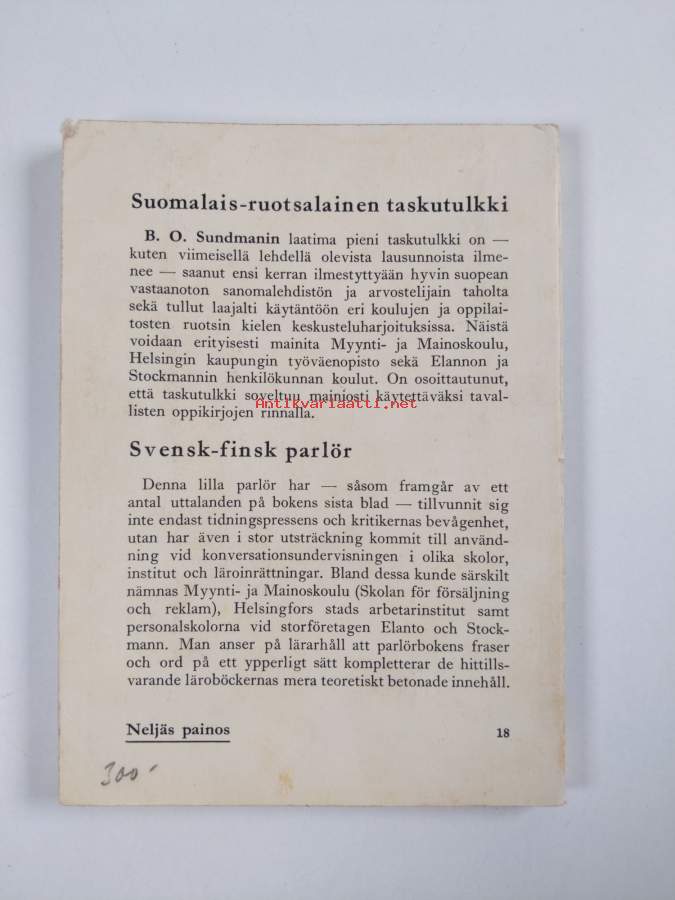 Suomalais-ruotsalainen taskutulkki
B. O. Sundmanin laatima pieni taskutulkki on —
kuten viimeisellä lehdellä olevista lausunnoista ilme-
nee — saanut ensi kerran ilmestyttyään hyvin suopean
vastaanoton sanomalehdistön ja arvostelijain taholta
sekä tullut laajalti käytäntöön eri koulujen ja oppilai-
tosten ruotsin kielen keskusteluharjoituksissa. Näistä
voidaan erityisesti mainita Myynti- ja Mainoskoulu,
Helsingin kaupungin työväenopisto sekä Elannon ja
Stockmannin henkilökunnan koulut. On osoittautunut,
että taskutulkki soveltuu mainiosti käytettäväksi taval-
Antikvariaatti.net
listen oppikirjojen rinnalla.
Svensk-finsk parlör
Denna lilla parlör har — såsom framgår av ett
antal uttalanden på bokens sista blad — tillvunnit sig
inte endast tidningspressens och kritikernas bevågenhet,
utan har även i stor utsträckning kommit till använd-
ning vid konversationsundervisningen i olika skolor,
institut och läroinrättningar. Bland dessa kunde särskilt
nämnas Myynti- ja Mainoskoulu (Skolan för försäljning
och reklam), Helsingfors stads arbetarinstitut samt
personalskolorna vid storföretagen Elanto och Stock-
mann. Man anser på lärarhåll att parlörbokens fraser
och ord på ett ypperligt sätt kompletterar de hittills-
varande läroböckernas mera teoretiskt betonade innehåll.
Neljäs painos
18
300